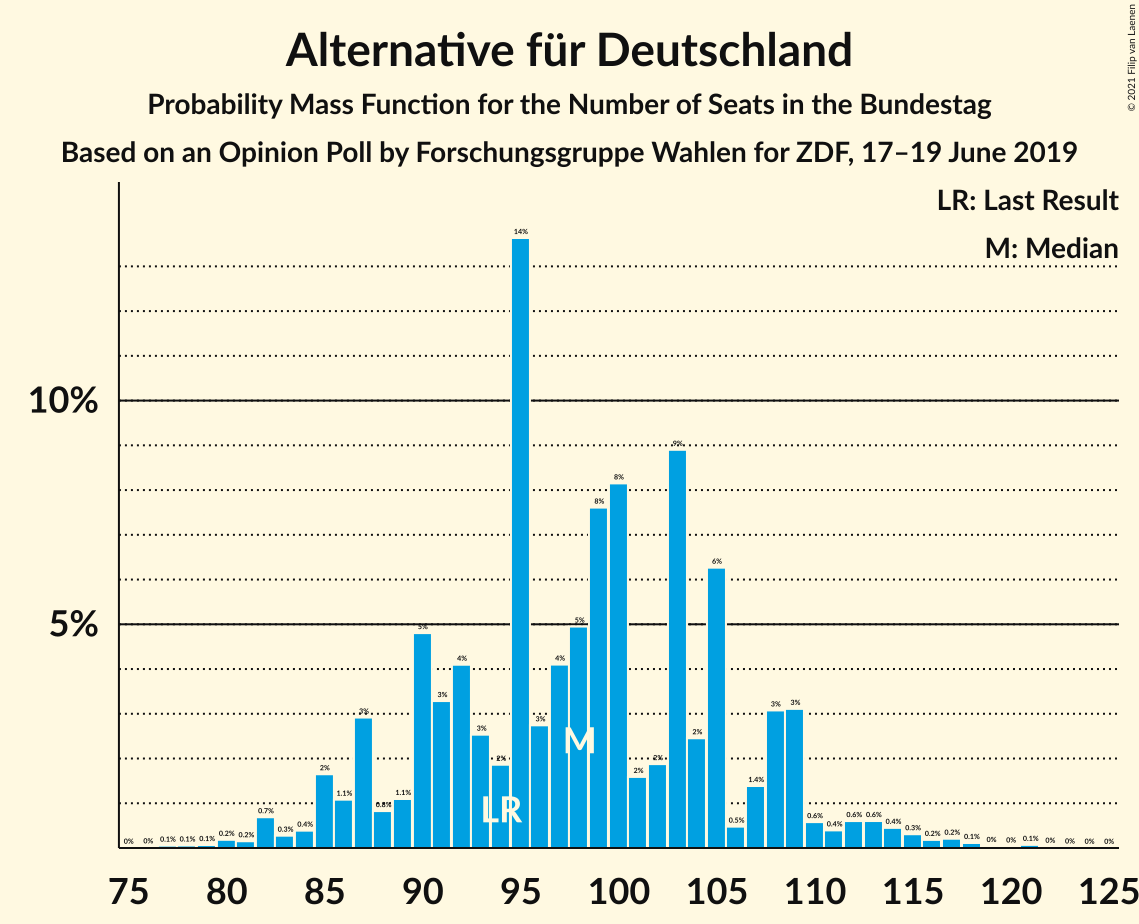 Alternative für Deutschland
Probability Mass Function for the Number of Seats in the Bundestag
Based on an Opinion Poll by Forschungsgruppe Wahlen for ZDF, 17–19 June 2019
© 2021 Filip van Laenen
LR: Last Result
M: Median
10%
5%
0% 0% 0.1% 0.1% 0.1% 0.2% 0.2% 0.7% 0.3% 0.4% 2% 1.1% 3% 0.8% 1.1% 5% 3% 4% 3% 2% 14% 3% 4% 5% 8% 8% 2% 2% 9% 2% 6% 0.5% 1.4% 3% 3% 0.6% 0.4% 0.6% 0.6% 0.4% 0.3% 0.2% 0.2% 0.1% 0% 0% 0.1% 0% 0% 0% 0%
M
LR
75 80 85 90 95 100 105 110 115 120 125